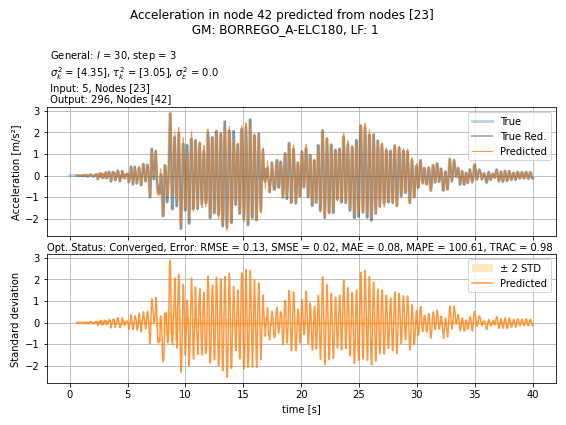 Acceleration in node 42 predicted from nodes [23]
GM: BORREGO_A-ELC180, LF: 1
General: l = 30, step = 3
σ²ₖ = [4.35], τ²ₖ = [3.05], σ²ᵣ = 0.0
Input: 5, Nodes [23]
Output: 296, Nodes [42]
Acceleration [m/s²]
3
2
1
0
−1
−2
True
True Red.
Predicted
Opt. Status: Converged, Error: RMSE = 0.13, SMSE = 0.02, MAE = 0.08, MAPE = 100.61, TRAC = 0.98
Standard deviation
3
2
1
0
−1
−2
± 2 STD
Predicted
0 5 10 15 20 25 30 35 40
time [s]